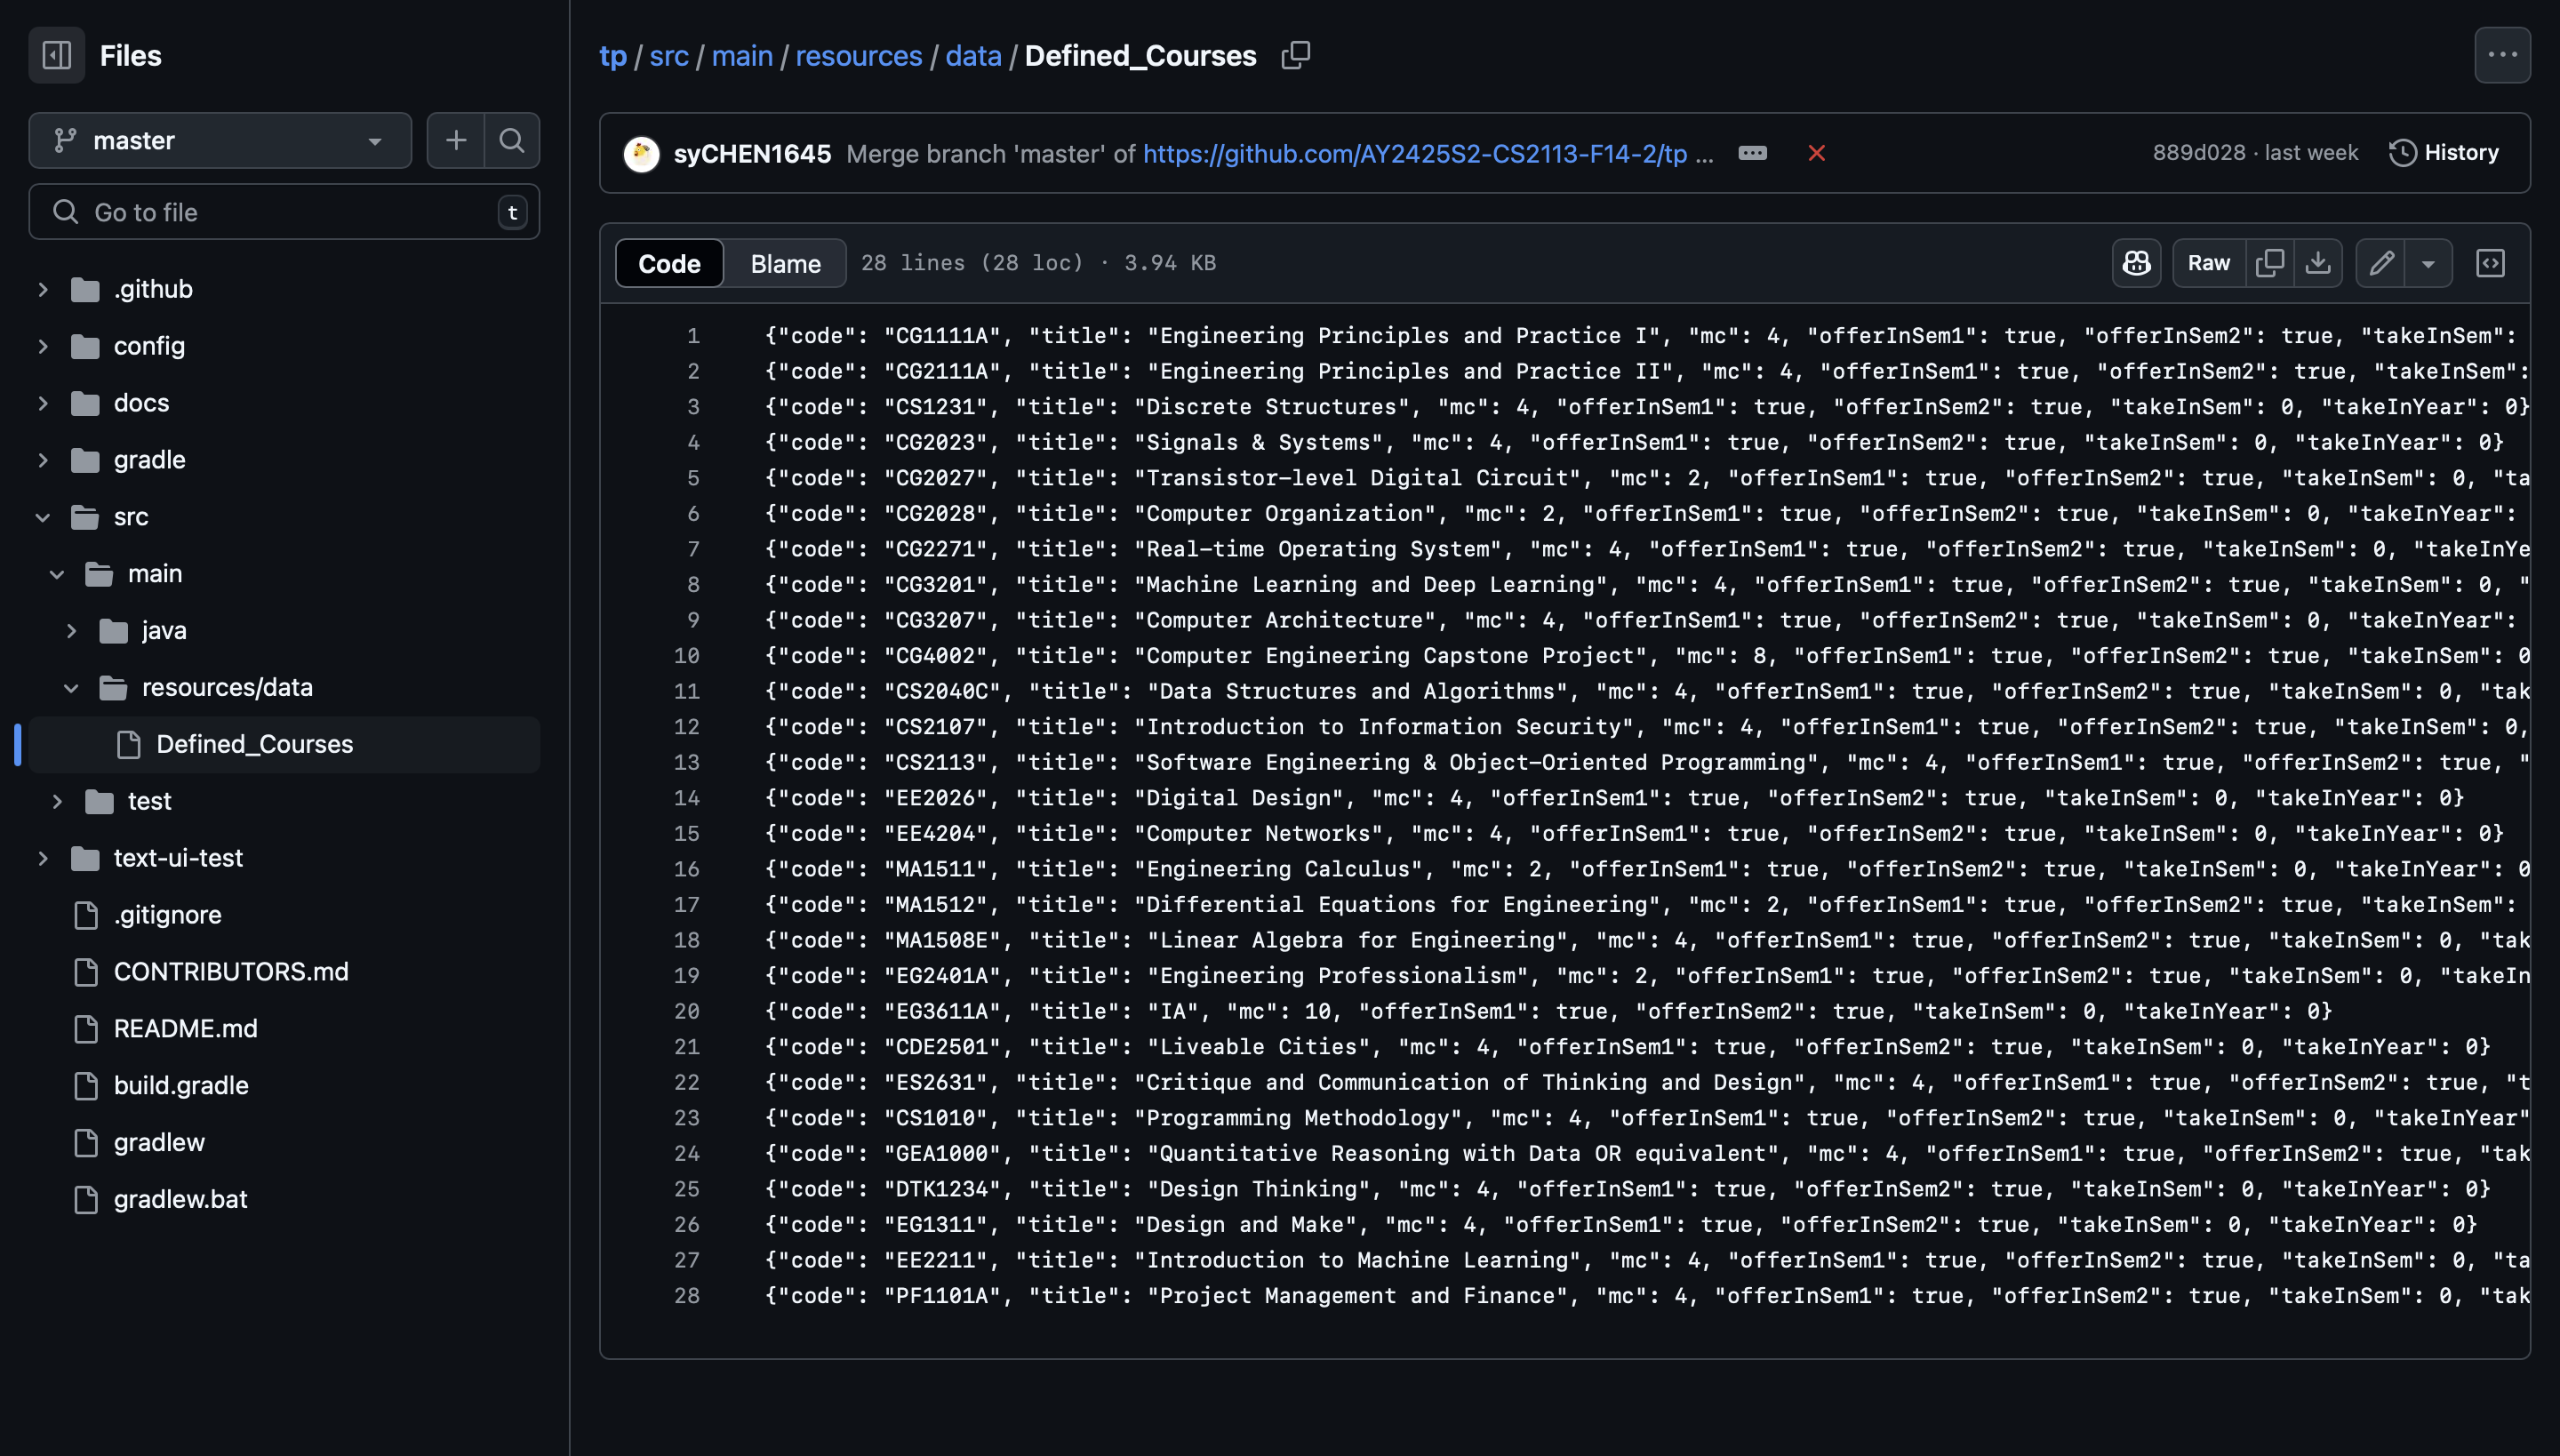 Files
master
Go to file
t
.github
config
docs
gradle
src
main
java
resources/data
Defined_Courses
test
text-ui-test
.gitignore
CONTRIBUTORS.md
README.md
build.gradle
gradlew
gradlew.bat
tp / src / main / resources / data / Defined_Courses
syCHEN1645 Merge branch 'master' of https://github.com/AY2425S2-CS2113-F14-2/tp ... 889d028 · last week History
Code Blame 28 lines (28 loc) · 3.94 KB Raw
1 {"code": "CG1111A", "title": "Engineering Principles and Practice I", "mc": 4, "offerInSem1": true, "offerInSem2": true, "takeInSem":
2 {"code": "CG2111A", "title": "Engineering Principles and Practice II", "mc": 4, "offerInSem1": true, "offerInSem2": true, "takeInSem":
3 {"code": "CS1231", "title": "Discrete Structures", "mc": 4, "offerInSem1": true, "offerInSem2": true, "takeInSem": 0, "takeInYear": 0}
4 {"code": "CG2023", "title": "Signals & Systems", "mc": 4, "offerInSem1": true, "offerInSem2": true, "takeInSem": 0, "takeInYear": 0}
5 {"code": "CG2027", "title": "Transistor-level Digital Circuit", "mc": 2, "offerInSem1": true, "offerInSem2": true, "takeInSem": 0, "ta
6 {"code": "CG2028", "title": "Computer Organization", "mc": 2, "offerInSem1": true, "offerInSem2": true, "takeInSem": 0, "takeInYear":
7 {"code": "CG2271", "title": "Real-time Operating System", "mc": 4, "offerInSem1": true, "offerInSem2": true, "takeInSem": 0, "takeInYe
8 {"code": "CG3201", "title": "Machine Learning and Deep Learning", "mc": 4, "offerInSem1": true, "offerInSem2": true, "takeInSem": 0, "
9 {"code": "CG3207", "title": "Computer Architecture", "mc": 4, "offerInSem1": true, "offerInSem2": true, "takeInSem": 0, "takeInYear":
10 {"code": "CG4002", "title": "Computer Engineering Capstone Project", "mc": 8, "offerInSem1": true, "offerInSem2": true, "takeInSem": 0
11 {"code": "CS2040C", "title": "Data Structures and Algorithms", "mc": 4, "offerInSem1": true, "offerInSem2": true, "takeInSem": 0, "tak
12 {"code": "CS2107", "title": "Introduction to Information Security", "mc": 4, "offerInSem1": true, "offerInSem2": true, "takeInSem": 0,
13 {"code": "CS2113", "title": "Software Engineering & Object-Oriented Programming", "mc": 4, "offerInSem1": true, "offerInSem2": true, "
14 {"code": "EE2026", "title": "Digital Design", "mc": 4, "offerInSem1": true, "offerInSem2": true, "takeInSem": 0, "takeInYear": 0}
15 {"code": "EE4204", "title": "Computer Networks", "mc": 4, "offerInSem1": true, "offerInSem2": true, "takeInSem": 0, "takeInYear": 0}
16 {"code": "MA1511", "title": "Engineering Calculus", "mc": 2, "offerInSem1": true, "offerInSem2": true, "takeInSem": 0, "takeInYear": 0
17 {"code": "MA1512", "title": "Differential Equations for Engineering", "mc": 2, "offerInSem1": true, "offerInSem2": true, "takeInSem":
18 {"code": "MA1508E", "title": "Linear Algebra for Engineering", "mc": 4, "offerInSem1": true, "offerInSem2": true, "takeInSem": 0, "tak
19 {"code": "EG2401A", "title": "Engineering Professionalism", "mc": 2, "offerInSem1": true, "offerInSem2": true, "takeInSem": 0, "takeIn
20 {"code": "EG3611A", "title": "IA", "mc": 10, "offerInSem1": true, "offerInSem2": true, "takeInSem": 0, "takeInYear": 0}
21 {"code": "CDE2501", "title": "Liveable Cities", "mc": 4, "offerInSem1": true, "offerInSem2": true, "takeInSem": 0, "takeInYear": 0}
22 {"code": "ES2631", "title": "Critique and Communication of Thinking and Design", "mc": 4, "offerInSem1": true, "offerInSem2": true, "t
23 {"code": "CS1010", "title": "Programming Methodology", "mc": 4, "offerInSem1": true, "offerInSem2": true, "takeInSem": 0, "takeInYear"
24 {"code": "GEA1000", "title": "Quantitative Reasoning with Data OR equivalent", "mc": 4, "offerInSem1": true, "offerInSem2": true, "tak
25 {"code": "DTK1234", "title": "Design Thinking", "mc": 4, "offerInSem1": true, "offerInSem2": true, "takeInSem": 0, "takeInYear": 0}
26 {"code": "EG1311", "title": "Design and Make", "mc": 4, "offerInSem1": true, "offerInSem2": true, "takeInSem": 0, "takeInYear": 0}
27 {"code": "EE2211", "title": "Introduction to Machine Learning", "mc": 4, "offerInSem1": true, "offerInSem2": true, "takeInSem": 0, "ta
28 {"code": "PF1101A", "title": "Project Management and Finance", "mc": 4, "offerInSem1": true, "offerInSem2": true, "takeInSem": 0, "tak